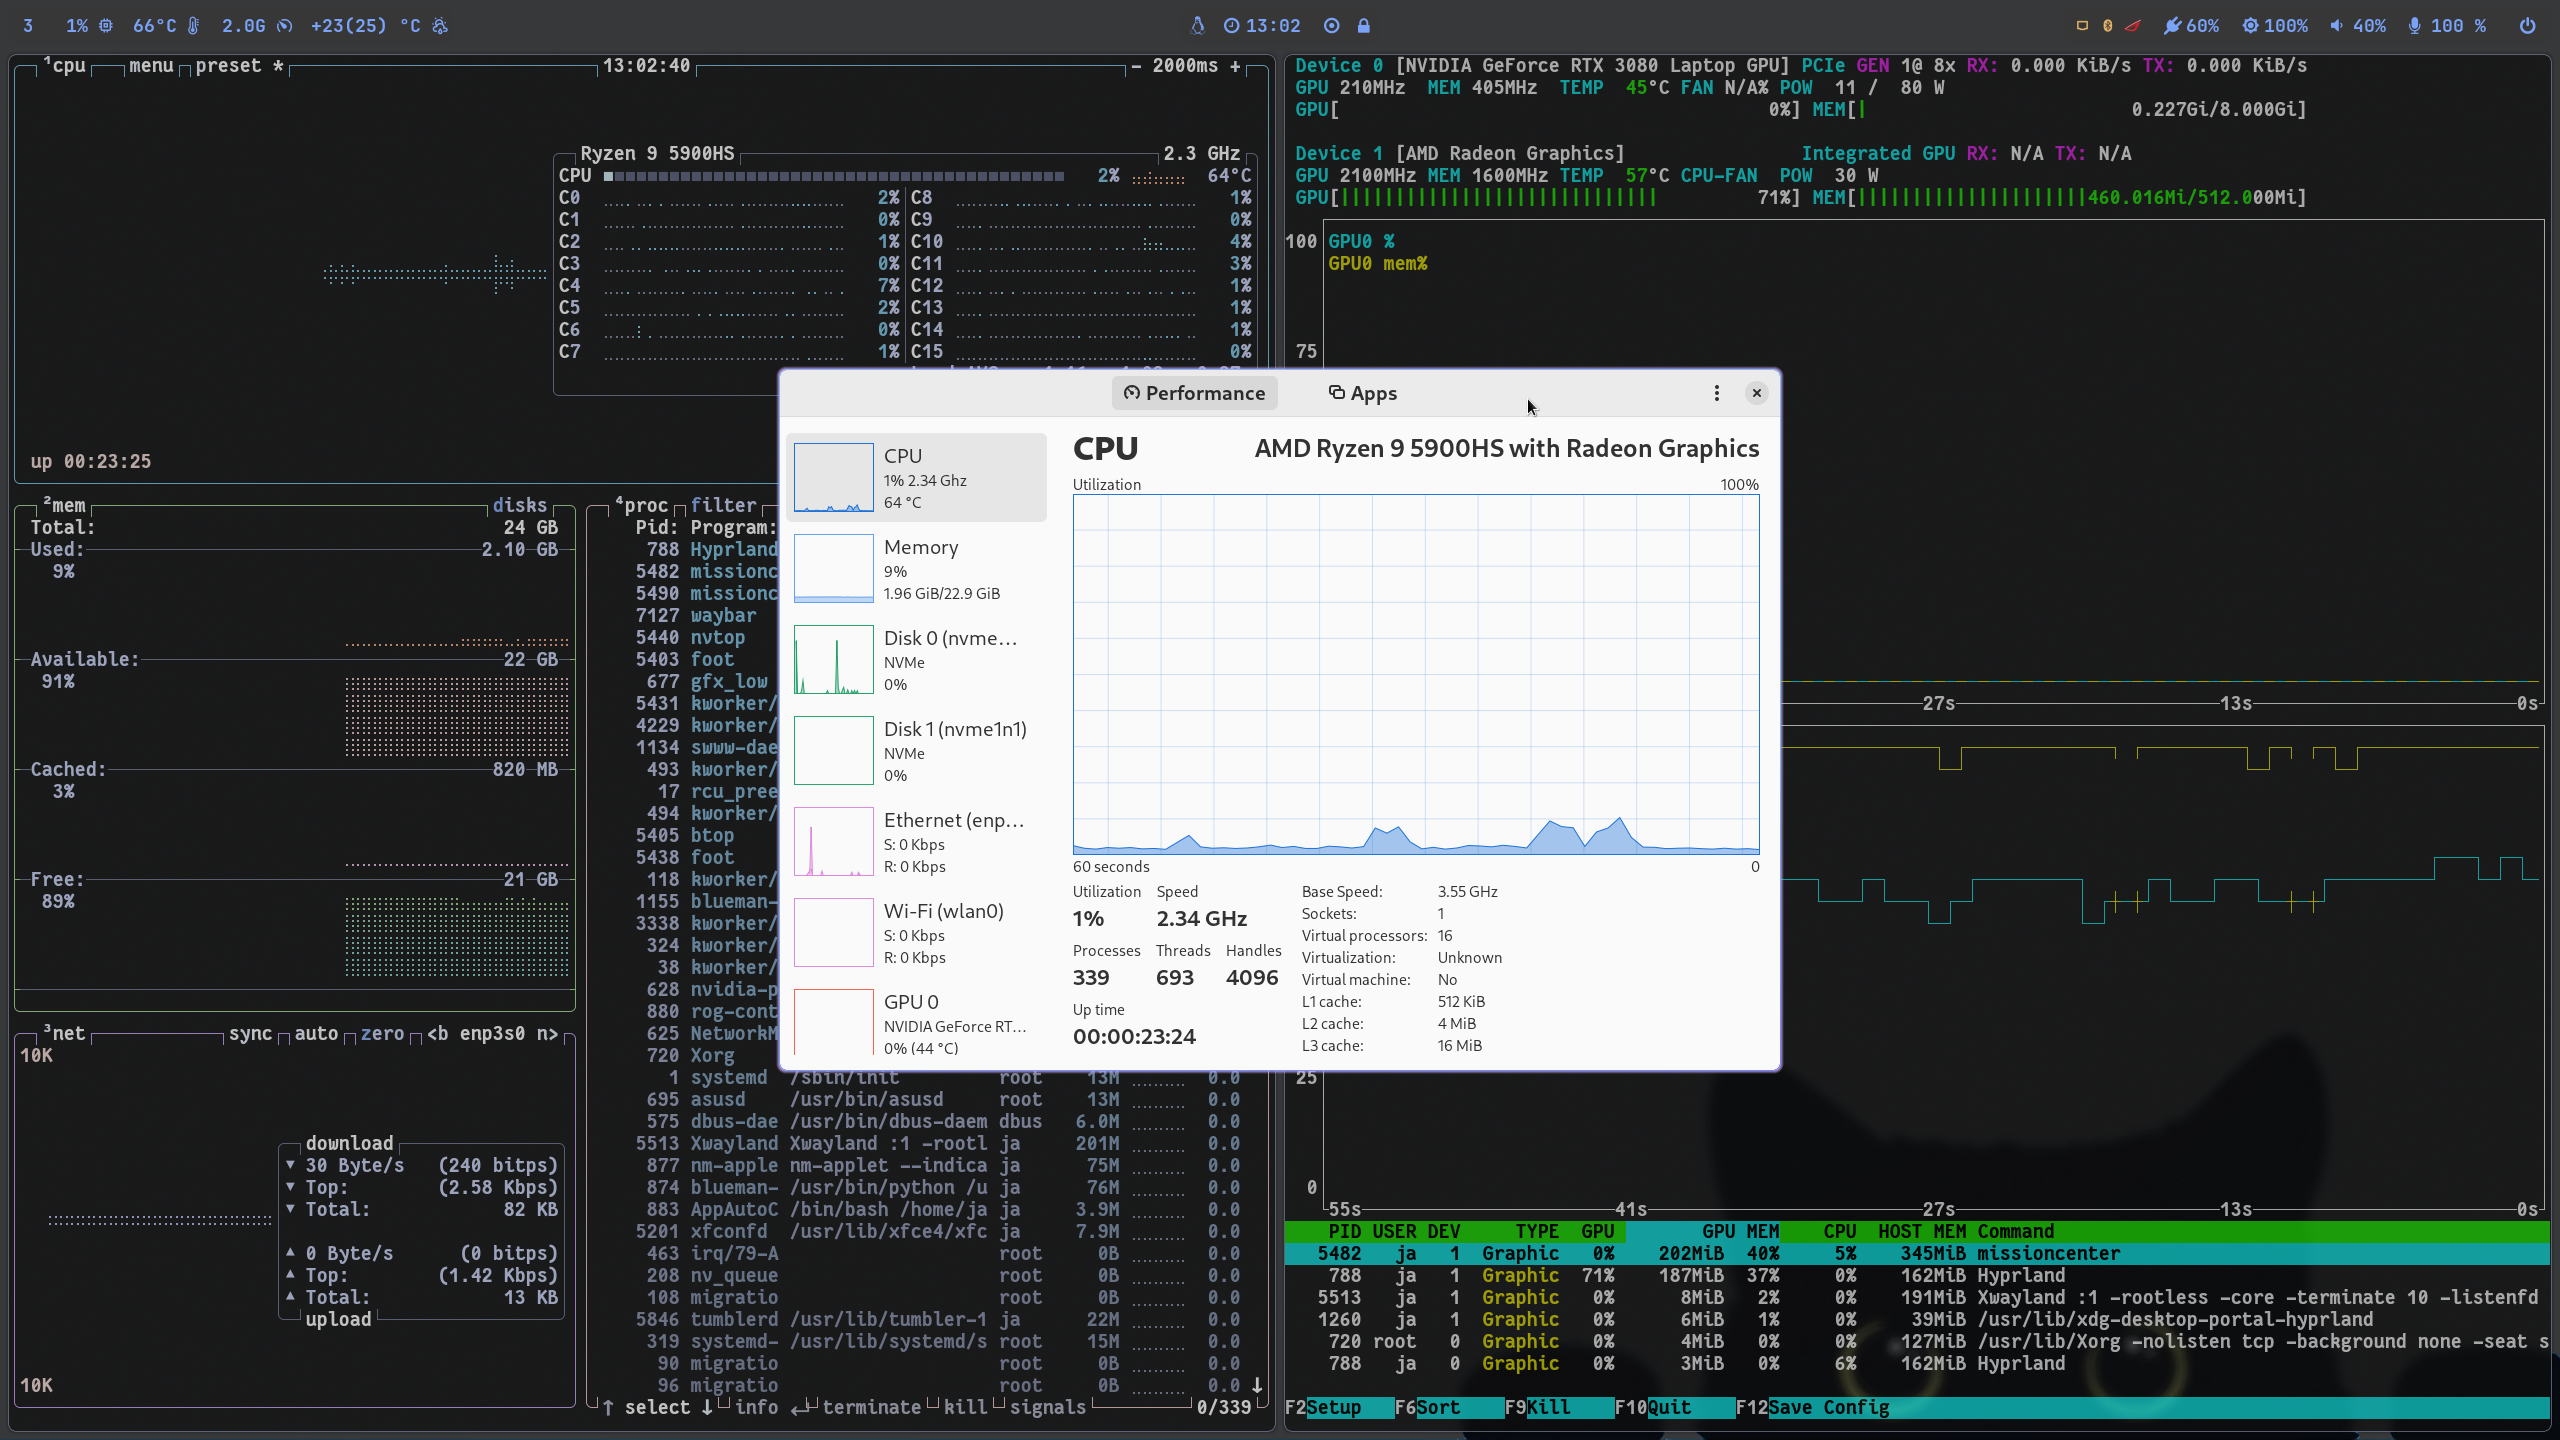 3 1% 66°C 2.0G +23(25) °C 13:02 60% 100% 40% 100 %
¹cpu menu preset * 13:02:40 - 2000ms +
Ryzen 9 5900HS 2.3 GHz
CPU 2% 64°C
C0 2% C8 1%
C1 0% C9 0%
C2 1% C10 4%
C3 0% C11 3%
C4 7% C12 1%
C5 2% C13 1%
C6 0% C14 1%
C7 1% C15 0%
up 00:23:25
²mem disks
Total: 24 GB
Used: 2.10 GB
9%
Available: 22 GB
91%
Cached: 820 MB
3%
Free: 21 GB
89%
³net sync auto zero <b enp3s0 n>
10K
download
▼ 30 Byte/s (240 bitps)
▼ Top: (2.58 Kbps)
▼ Total: 82 KB
▲ 0 Byte/s (0 bitps)
▲ Top: (1.42 Kbps)
▲ Total: 13 KB
upload
10K
⁴proc filter
Pid: Program:
788 Hyprland
5482 missionc
5490 missionc
7127 waybar
5440 nvtop
5403 foot
677 gfx_low
5431 kworker/
4229 kworker/
1134 swww-dae
493 kworker/
17 rcu_pree
494 kworker/
5405 btop
5438 foot
118 kworker/
1155 blueman-
3338 kworker/
324 kworker/
38 kworker/
628 nvidia-p
880 rog-cont
625 NetworkM
720 Xorg
1 systemd /sbin/init root 13M 0.0
695 asusd /usr/bin/asusd root 13M 0.0
575 dbus-dae /usr/bin/dbus-daem dbus 6.0M 0.0
5513 Xwayland Xwayland :1 -rootl ja 201M 0.0
877 nm-apple nm-applet --indica ja 75M 0.0
874 blueman- /usr/bin/python /u ja 76M 0.0
883 AppAutoC /bin/bash /home/ja ja 3.9M 0.0
5201 xfconfd /usr/lib/xfce4/xfc ja 7.9M 0.0
463 irq/79-A root 0B 0.0
208 nv_queue root 0B 0.0
108 migratio root 0B 0.0
5846 tumblerd /usr/lib/tumbler-1 ja 22M 0.0
319 systemd- /usr/lib/systemd/s root 15M 0.0
90 migratio root 0B 0.0
96 migratio root 0B 0.0 ↓
↑ select ↓ info ↵ terminate kill signals 0/339
Performance Apps
CPU
1% 2.34 Ghz
64 °C
Memory
9%
1.96 GiB/22.9 GiB
Disk 0 (nvme…
NVMe
0%
Disk 1 (nvme1n1)
NVMe
0%
Ethernet (enp…
S: 0 Kbps
R: 0 Kbps
Wi-Fi (wlan0)
S: 0 Kbps
R: 0 Kbps
GPU 0
NVIDIA GeForce RT…
0% (44 °C)
CPU AMD Ryzen 9 5900HS with Radeon Graphics
Utilization 100%
60 seconds 0
Utilization Speed
1% 2.34 GHz
Processes Threads Handles
339 693 4096
Up time
00:00:23:24
Base Speed: 3.55 GHz
Sockets: 1
Virtual processors: 16
Virtualization: Unknown
Virtual machine: No
L1 cache: 512 KiB
L2 cache: 4 MiB
L3 cache: 16 MiB
Device 0 [NVIDIA GeForce RTX 3080 Laptop GPU] PCIe GEN 1@ 8x RX: 0.000 KiB/s TX: 0.000 KiB/s
GPU 210MHz MEM 405MHz TEMP 45°C FAN N/A% POW 11 / 80 W
GPU[ 0%] MEM[| 0.227Gi/8.000Gi]
Device 1 [AMD Radeon Graphics] Integrated GPU RX: N/A TX: N/A
GPU 2100MHz MEM 1600MHz TEMP 57°C CPU-FAN POW 30 W
GPU[||||||||||||||||||||||||||||| 71%] MEM[|||||||||||||||||||||460.016Mi/512.000Mi]
100 GPU0 %
GPU0 mem%
75
27s 13s 0s
25
0
55s 41s 27s 13s 0s
PID USER DEV TYPE GPU GPU MEM CPU HOST MEM Command
5482 ja 1 Graphic 0% 202MiB 40% 5% 345MiB missioncenter
788 ja 1 Graphic 71% 187MiB 37% 0% 162MiB Hyprland
5513 ja 1 Graphic 0% 8MiB 2% 0% 191MiB Xwayland :1 -rootless -core -terminate 10 -listenfd
1260 ja 1 Graphic 0% 6MiB 1% 0% 39MiB /usr/lib/xdg-desktop-portal-hyprland
720 root 0 Graphic 0% 4MiB 0% 0% 127MiB /usr/lib/Xorg -nolisten tcp -background none -seat s
788 ja 0 Graphic 0% 3MiB 0% 6% 162MiB Hyprland
F2Setup F6Sort F9Kill F10Quit F12Save Config